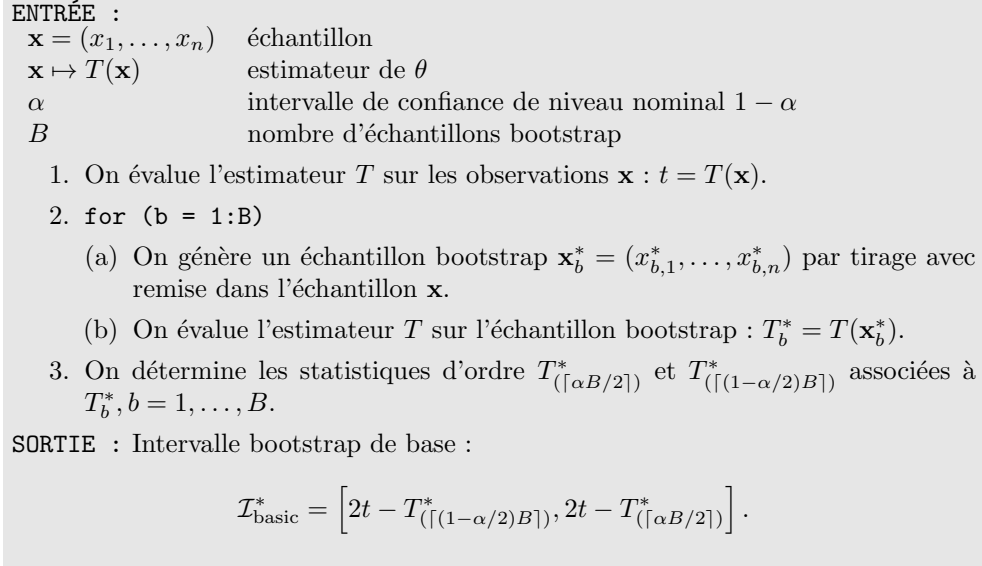 ENTRÉE :
x = (x₁, . . . , xₙ) échantillon
x ↦ T(x) estimateur de θ
α intervalle de confiance de niveau nominal 1 − α
B nombre d'échantillons bootstrap
1. On évalue l'estimateur T sur les observations x : t = T(x).
2. for (b = 1:B)
(a) On génère un échantillon bootstrap x*_b = (x*_{b,1}, . . . , x*_{b,n}) par tirage avec
remise dans l'échantillon x.
(b) On évalue l'estimateur T sur l'échantillon bootstrap : T*_b = T(x*_b).
3. On détermine les statistiques d'ordre T*_{(⌈αB/2⌉)} et T*_{(⌈(1−α/2)B⌉)} associées à
T*_b, b = 1, . . . , B.
SORTIE : Intervalle bootstrap de base :
I*_basic = [2t − T*_{(⌈(1−α/2)B⌉)}, 2t − T*_{(⌈αB/2⌉)}].